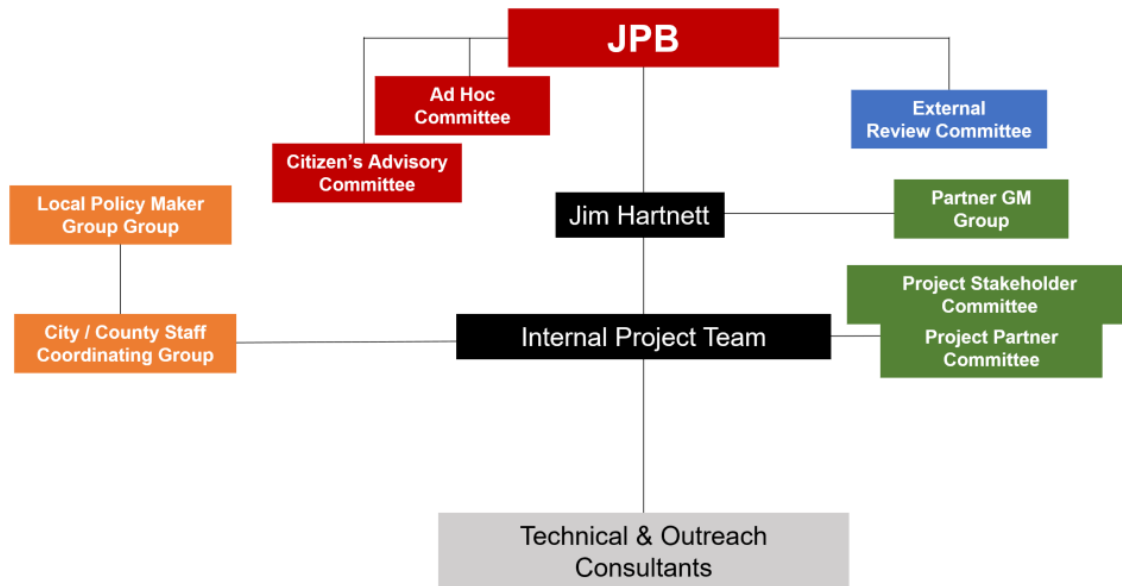 JPB
Ad Hoc
Committee
External
Review Committee
Citizen's Advisory
Committee
Local Policy Maker
Group Group
Jim Hartnett
Partner GM
Group
Project Stakeholder
Committee
City / County Staff
Coordinating Group
Internal Project Team
Project Partner
Committee
Technical & Outreach
Consultants